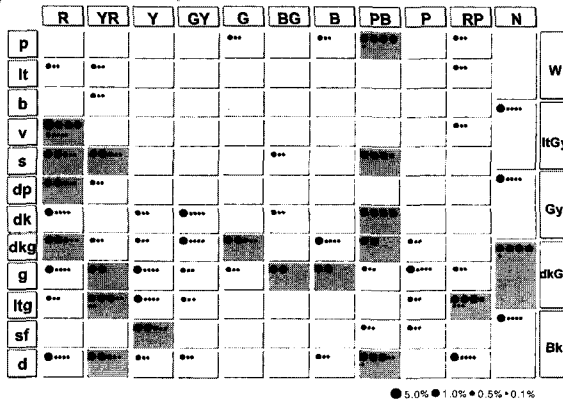 R YR Y GY G BG B PB P RP N
p
lt
b
v
s
dp
dk
dkg
g
ltg
sf
d
W
ltGy
Gy
dkG
Bk
5.0% 1.0% 0.5% 0.1%